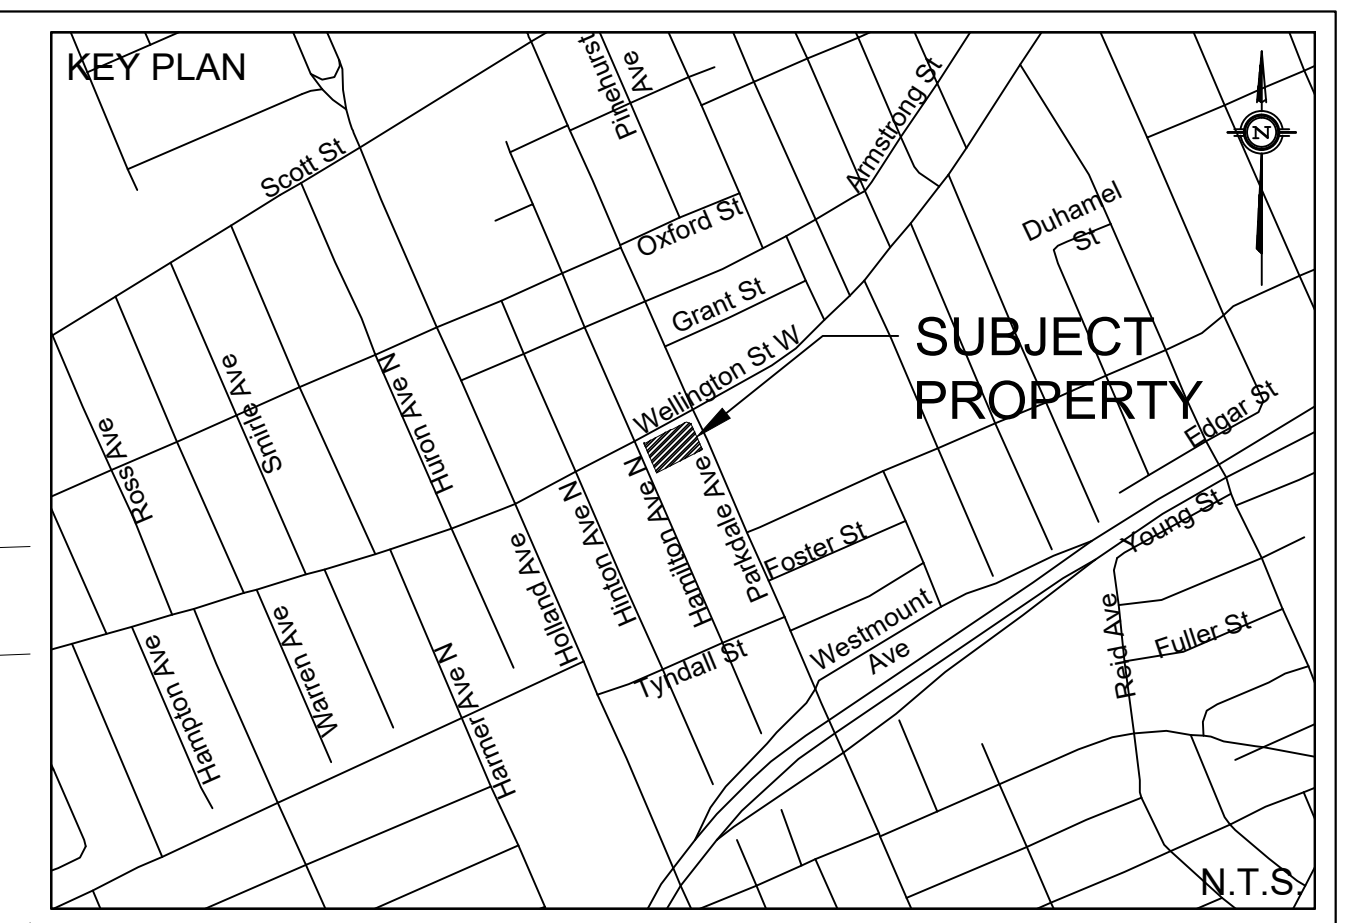 KEY PLAN
Pinehurst
Ave
Armstrong St
Scott St
Duhamel
St
Oxford St
N
Grant St
Wellington St W
SUBJECT
PROPERTY
Edgar St
Ross Ave
Smirle Ave
Huron Ave N
Hinton Ave N
Hamilton Ave N
Parkdale Ave
Holland Ave
Foster St
Young St
Westmount
Ave
Reid Ave
Fuller St
Tyndall St
Hampton Ave
Warren Ave
Harmer Ave N
N.T.S.